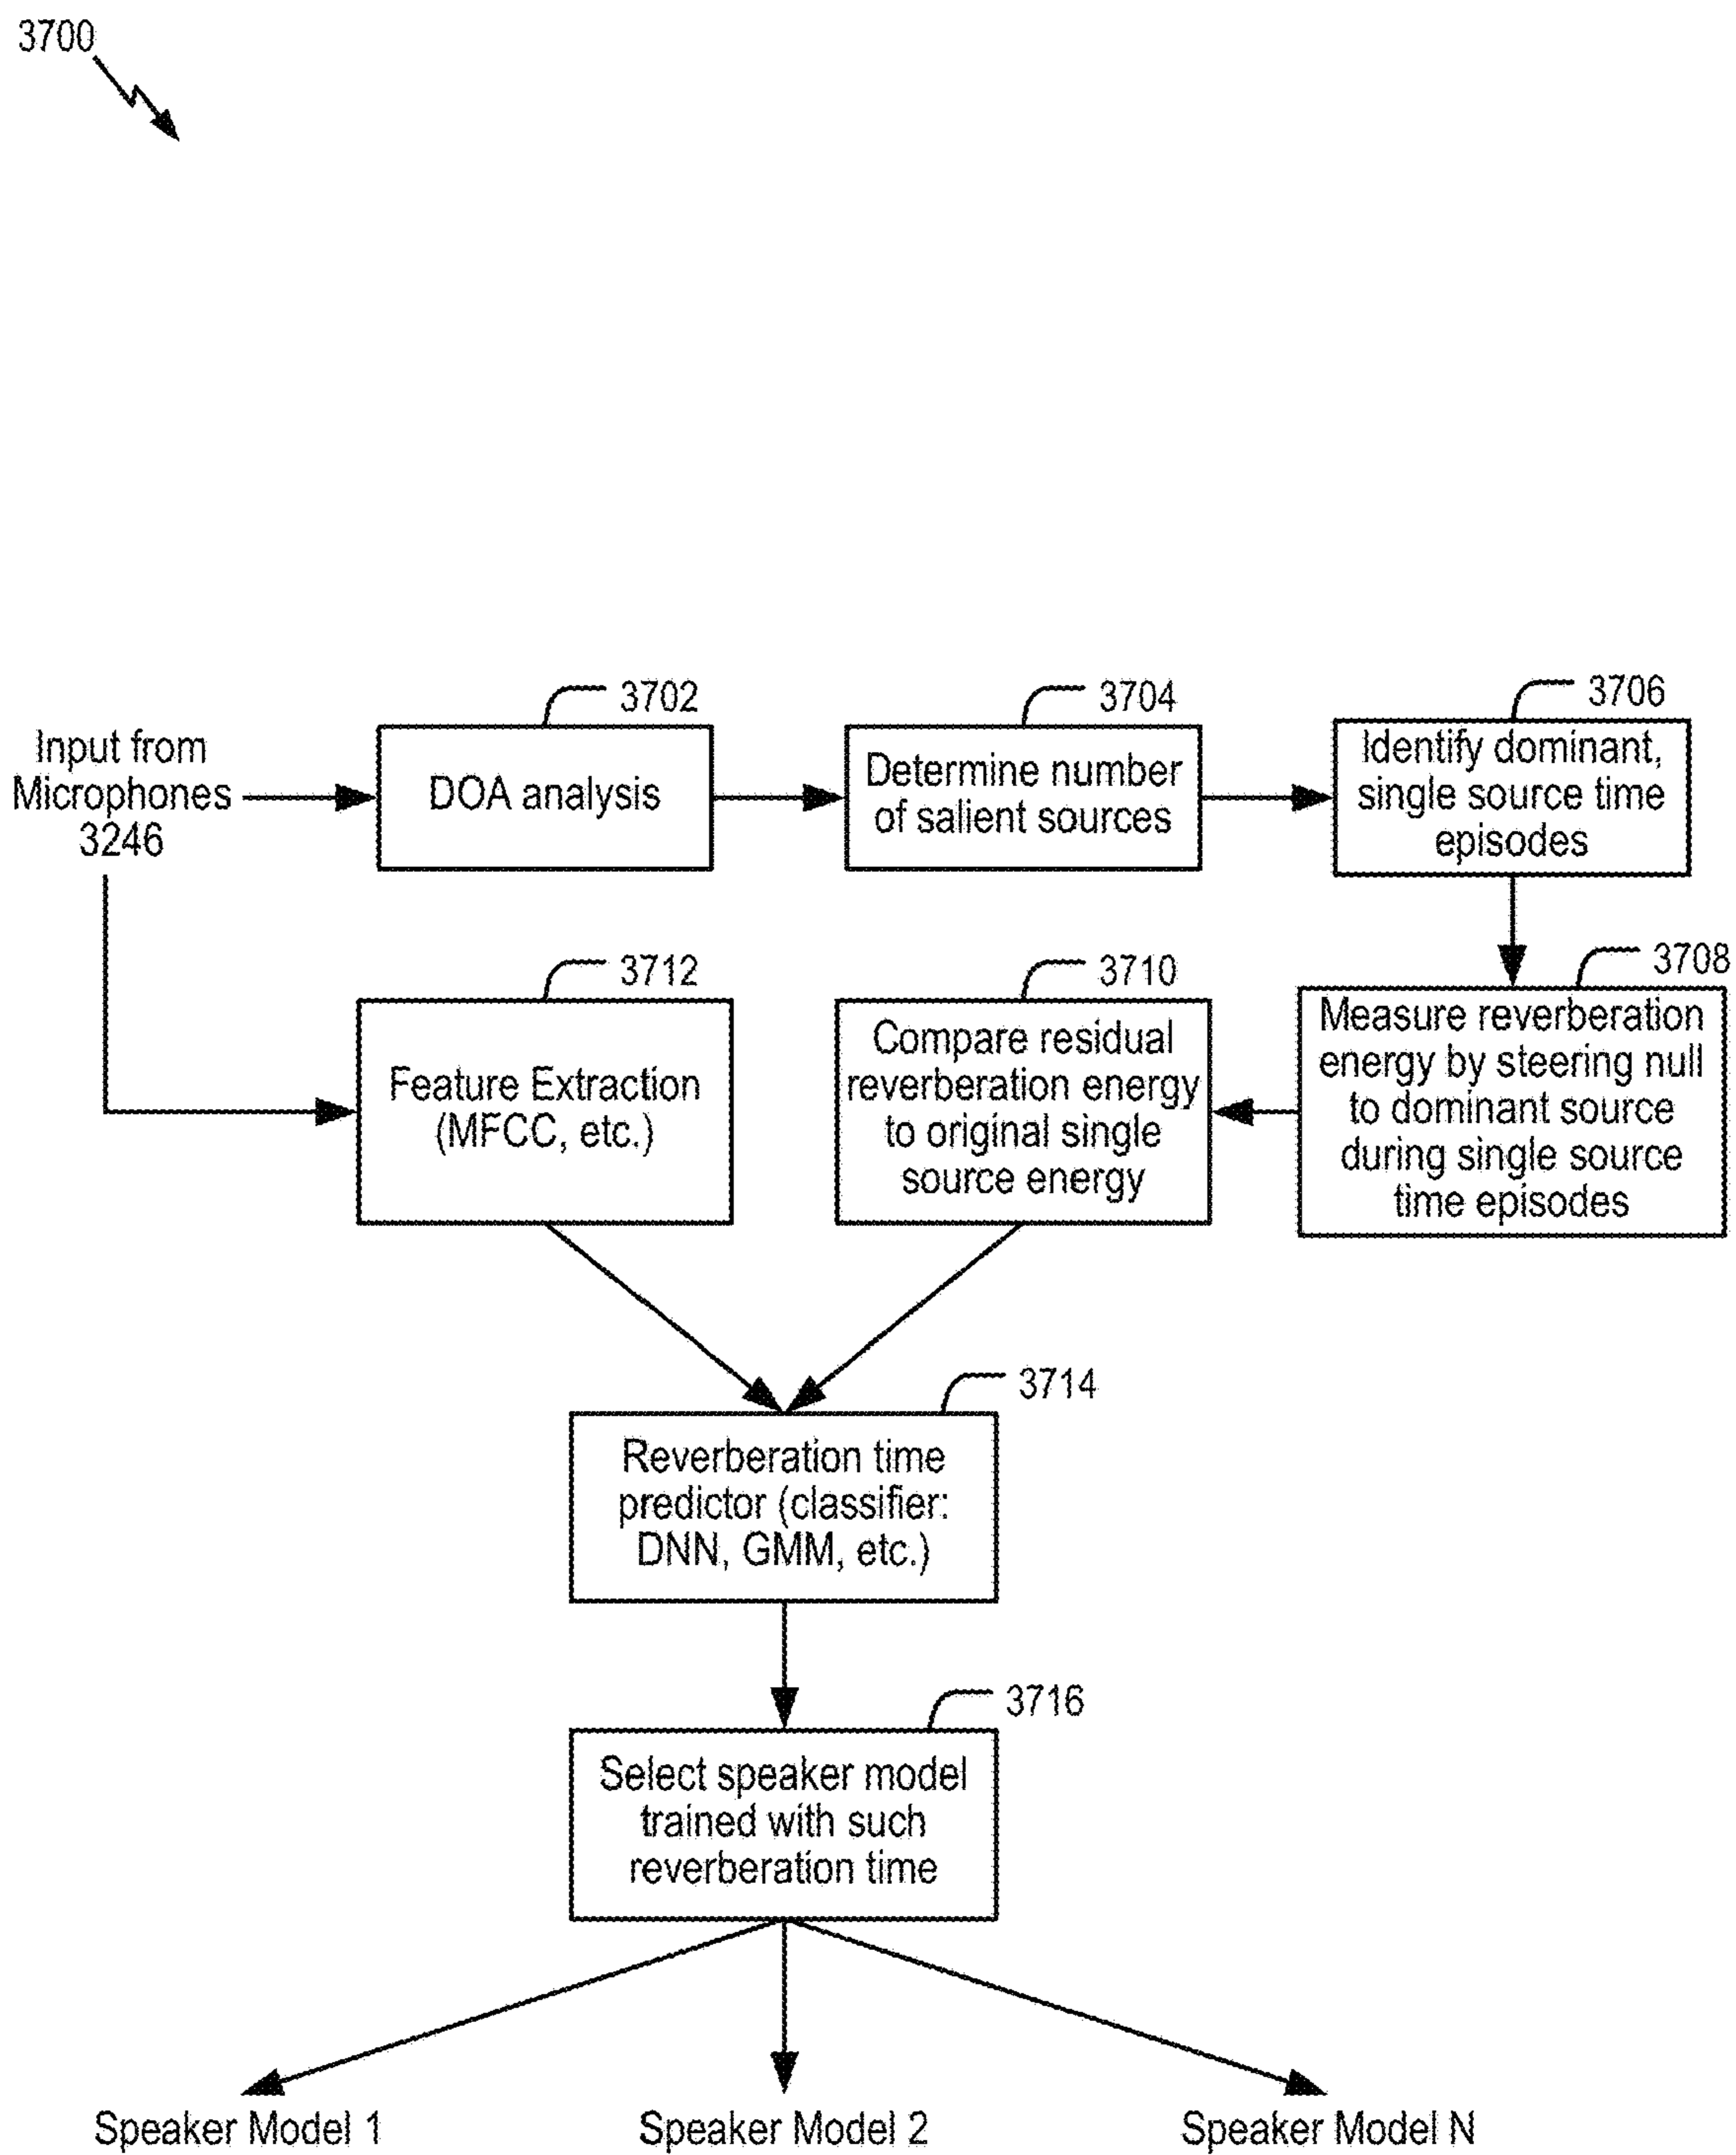 3700
Input from
Microphones
3246
3702
DOA analysis
3704
Determine number
of salient sources
3706
Identify dominant,
single source time
episodes
3708
Measure reverberation
energy by steering null
to dominant source
during single source
time episodes
3710
Compare residual
reverberation energy
to original single
source energy
3712
Feature Extraction
(MFCC, etc.)
3714
Reverberation time
predictor (classifier:
DNN, GMM, etc.)
3716
Select speaker model
trained with such
reverberation time
Speaker Model 1
Speaker Model 2
Speaker Model N